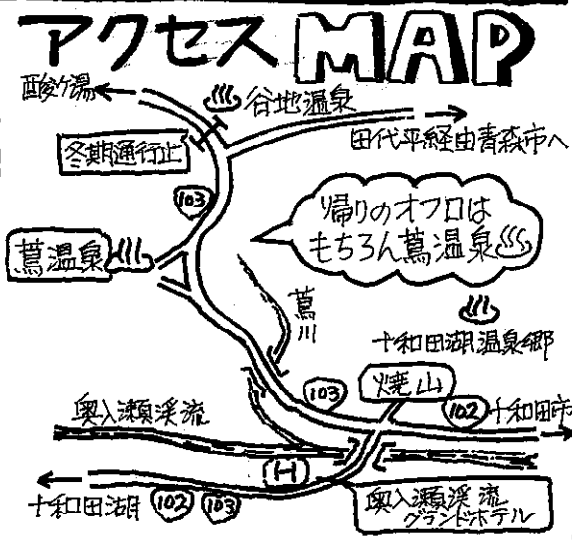 アクセスMAP
酸ケ湯
谷地温泉
冬期通行止
田代平経由青森市へ
103
帰りのオフロは
もちろん蔦温泉
蔦温泉
蔦川
十和田湖温泉郷
焼山
103
102
十和田市
奥入瀬渓流
H
十和田湖
102
103
奥入瀬渓流
グランドホテル